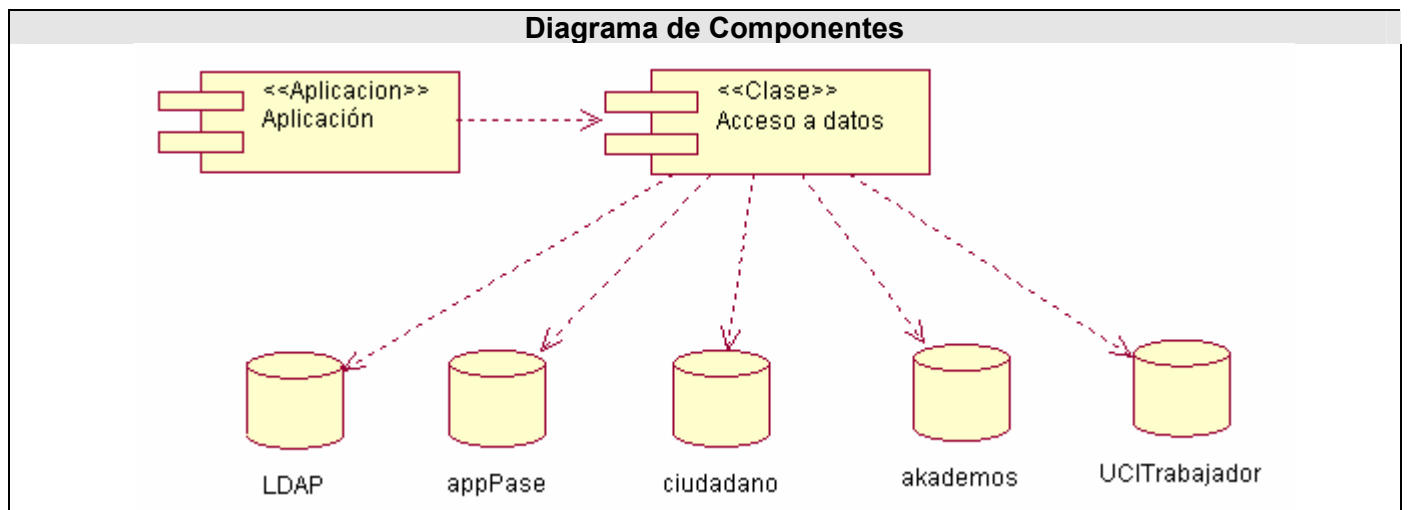 Diagrama de Componentes
<<Aplicacion>>
Aplicación
<<Clase>>
Acceso a datos
LDAP
appPase
ciudadano
akademos
UCITrabajador